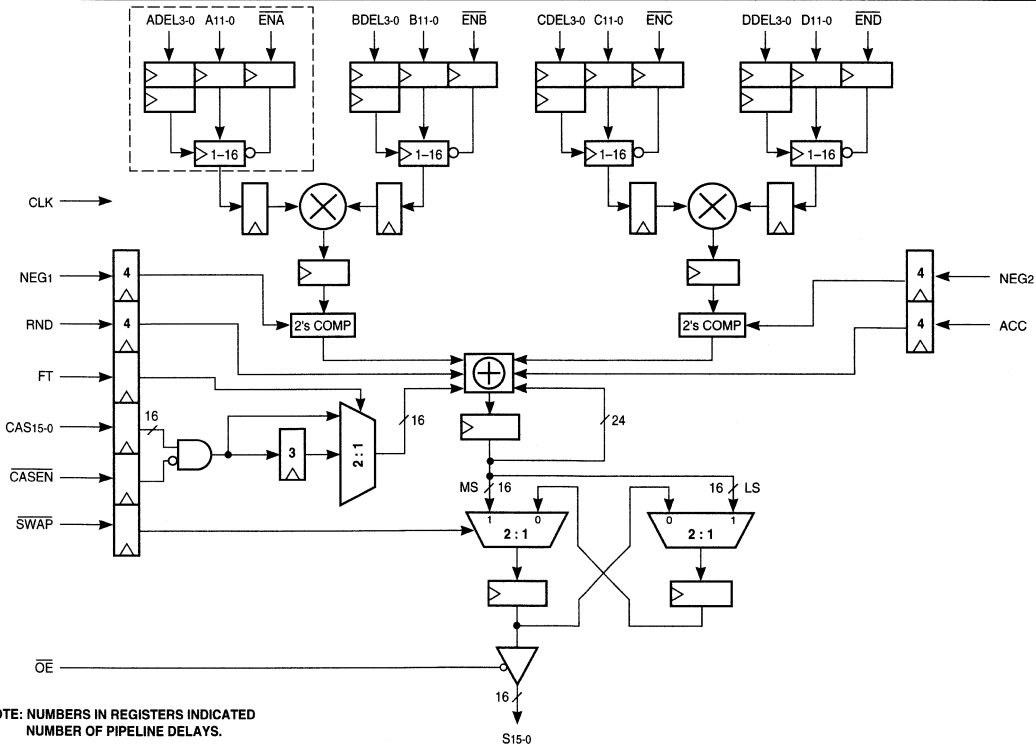 ADEL3-0 A11-0 ENA BDEL3-0 B11-0 ENB CDEL3-0 C11-0 ENC DDEL3-0 D11-0 END
1–16 1–16 1–16 1–16
CLK
NEG1 4 4 NEG2
2's COMP 2's COMP
RND 4 4 ACC
FT
CAS15-0 16 2:1 16 24
3
CASEN
MS 16 16 LS
1 0 0 1
SWAP 2:1 2:1
OE
16
S15-0
OTE: NUMBERS IN REGISTERS INDICATED
NUMBER OF PIPELINE DELAYS.